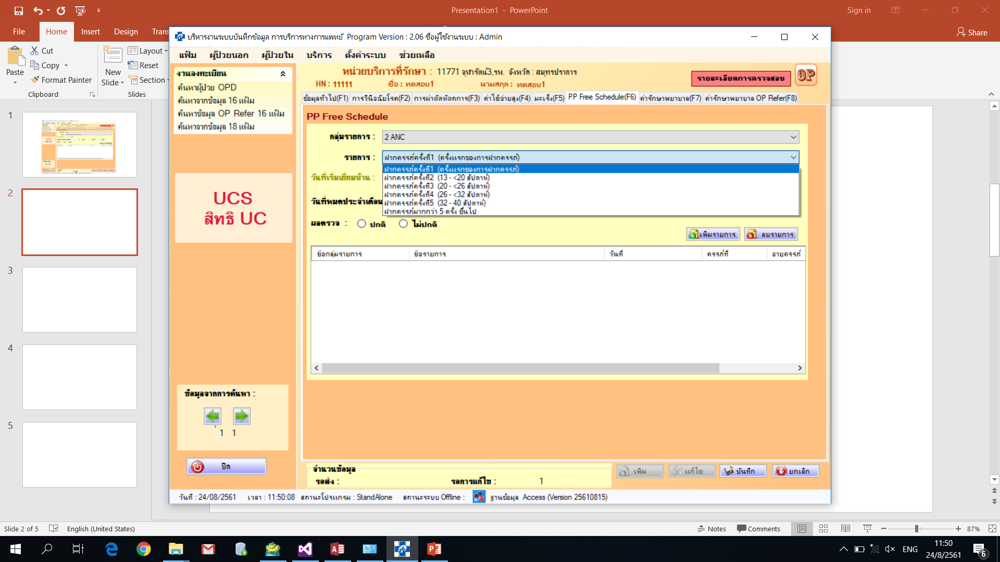 Presentation1 - PowerPoint
Sign in
File
Home
Insert
Design
Share
Paste
Cut
Copy
Format Painter
Clipboard
New
Slide
Layout
Reset
Section
Slides
บริหารงานระบบบันทึกข้อมูล การบริการทางการแพทย์ Program Version : 2.06 ชื่อผู้ใช้งานระบบ : Admin
แฟ้ม ผู้ป่วยนอก ผู้ป่วยใน บริการ ตั้งค่าระบบ ช่วยเหลือ
งานลงทะเบียน
ค้นหาผู้ป่วย OPD
ค้นหาจากข้อมูล 16 แฟ้ม
ค้นหาข้อมูล OP Refer 16 แฟ้ม
ค้นหาจากข้อมูล 18 แฟ้ม
UCS
สิทธิ UC
ข้อมูลจากการค้นหา :
1 1
ปิด
หน่วยบริการที่รักษา : 11771 จุฬารัตน์3,รพ. จังหวัด : สมุทรปราการ
HN : 11111 ชื่อ : ทดสอบ1 นามสกุล : ทดสอบ1
รายละเอียดการตรวจสอบ
OP
ข้อมูลทั่วไป(F1) การวินิจฉัยโรค(F2) การผ่าตัดหัตถการ(F3) ค่าใช้จ่ายสูง(F4) มะเร็ง(F5) PP Free Schedule(F6) ค่ารักษาพยาบาล(F7) ค่ารักษาพยาบาล OP Refer(F8)
PP Free Schedule
กลุ่มรายการ : 2 ANC
รายการ : ฝากครรภ์ครั้งที่1 (ครั้งแรกของการฝากครรภ์)
ฝากครรภ์ครั้งที่1 (ครั้งแรกของการฝากครรภ์)
ฝากครรภ์ครั้งที่2 (13 - <20 สัปดาห์)
ฝากครรภ์ครั้งที่3 (20 - <26 สัปดาห์)
ฝากครรภ์ครั้งที่4 (26 - <32 สัปดาห์)
ฝากครรภ์ครั้งที่5 (32 - 40 สัปดาห์)
ฝากครรภ์มากกว่า 5 ครั้ง ขึ้นไป
วันที่เริ่มเยี่ยมบ้าน :
วันที่หมดประจำเดือน
ผลตรวจ : ปกติ ไม่ปกติ
เพิ่มรายการ ลบรายการ
ชื่อกลุ่มรายการ ชื่อรายการ วันที่ ครรภ์ที่ อายุครรภ์
จำนวนข้อมูล
รอส่ง : รอการแก้ไข : 1
เพิ่ม แก้ไข บันทึก ยกเลิก
วันที่ : 24/08/2561 เวลา : 11:50:08 สถานะโปรแกรม : StandAlone สถานะระบบ Offline : ฐานข้อมูล Access (Version 25610815)
1
2
3
4
5
Slide 2 of 5 English (United States) Notes Comments 87%
ENG
11:50
24/8/2561
6